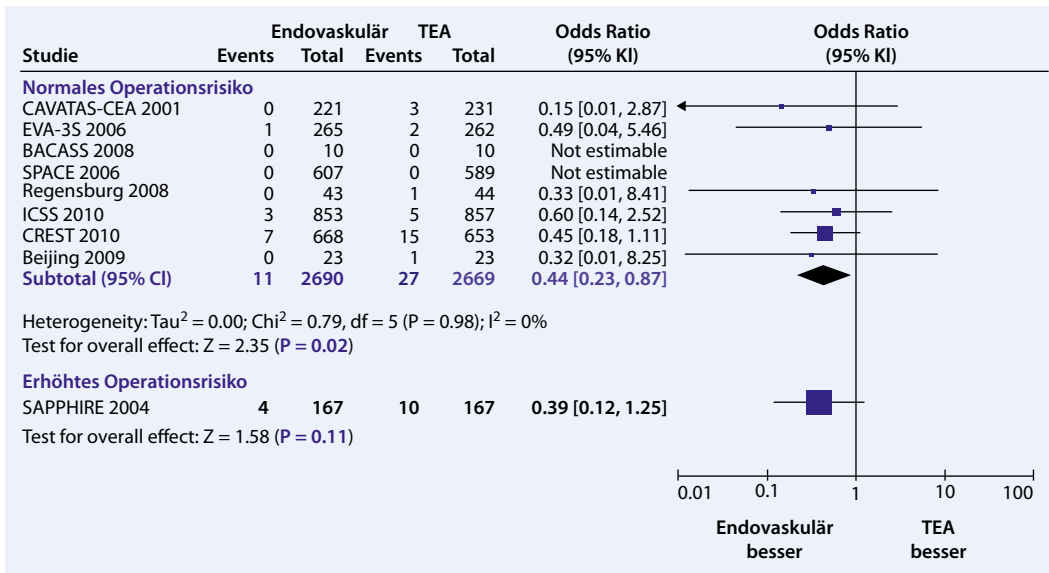 Endovaskulär TEA Odds Ratio Odds Ratio
Studie Events Total Events Total (95% KI) (95% KI)
Normales Operationsrisiko
CAVATAS-CEA 2001 0 221 3 231 0.15 [0.01, 2.87]
EVA-3S 2006 1 265 2 262 0.49 [0.04, 5.46]
BACASS 2008 0 10 0 10 Not estimable
SPACE 2006 0 607 0 589 Not estimable
Regensburg 2008 0 43 1 44 0.33 [0.01, 8.41]
ICSS 2010 3 853 5 857 0.60 [0.14, 2.52]
CREST 2010 7 668 15 653 0.45 [0.18, 1.11]
Beijing 2009 0 23 1 23 0.32 [0.01, 8.25]
Subtotal (95% CI) 11 2690 27 2669 0.44 [0.23, 0.87]
Heterogeneity: Tau² = 0.00; Chi² = 0.79, df = 5 (P = 0.98); I² = 0%
Test for overall effect: Z = 2.35 (P = 0.02)
Erhöhtes Operationsrisiko
SAPPHIRE 2004 4 167 10 167 0.39 [0.12, 1.25]
Test for overall effect: Z = 1.58 (P = 0.11)
0.01 0.1 1 10 100
Endovaskulär TEA
besser besser